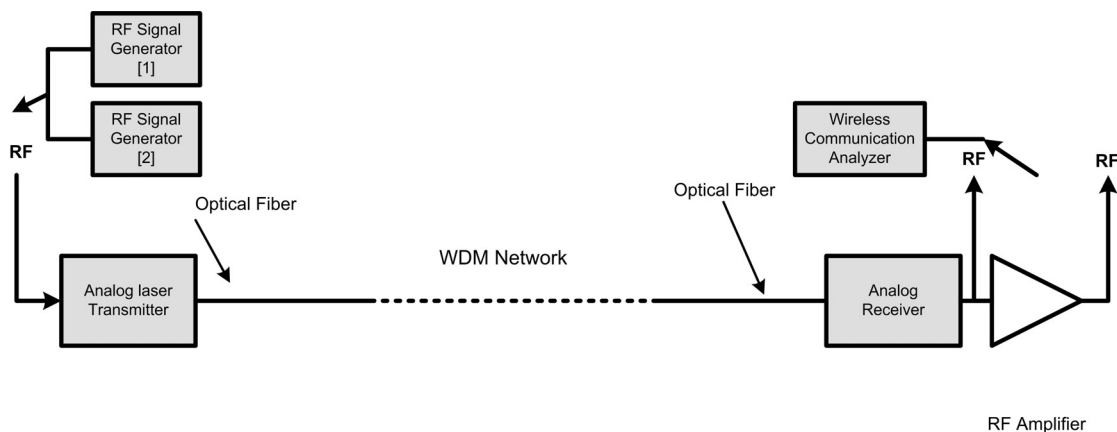 RF Signal
Generator
[1]
RF Signal
Generator
[2]
RF
Wireless
Communication
Analyzer
RF
RF
Optical Fiber
Optical Fiber
WDM Network
Analog laser
Transmitter
Analog
Receiver
RF Amplifier